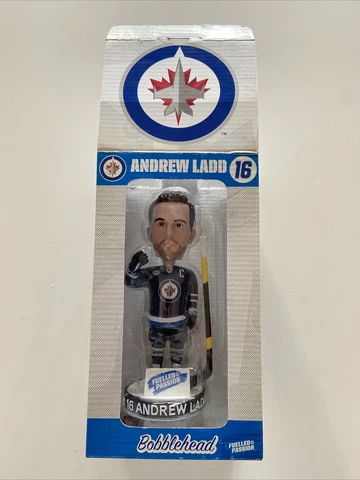 TM
ANDREW LADD 16
C
FUELLED BY
PASSION
16 ANDREW LADD
Bobblehead
FUELLED BY
PASSION